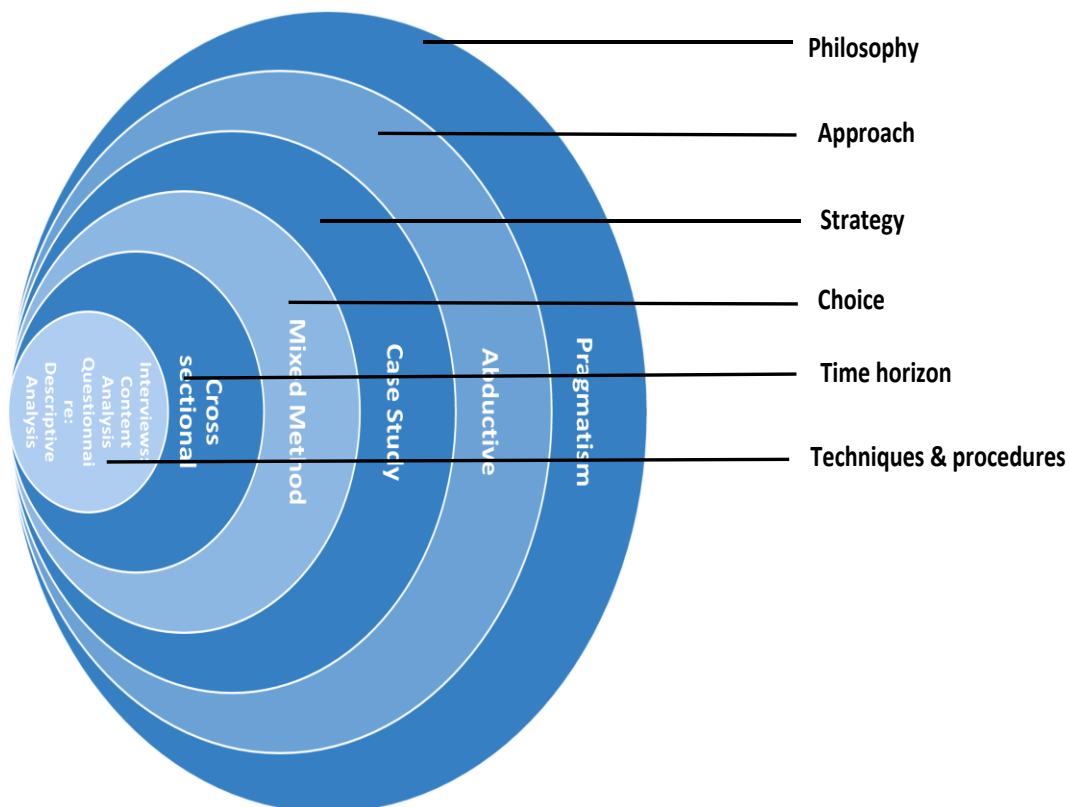 Philosophy
Approach
Strategy
Choice
Time horizon
Techniques & procedures
Pragmatism
Abductive
Case Study
Mixed Method
Cross
sectional
Interviews:
Content
Analysis
Questionnai
re:
Descriptive
Analysis